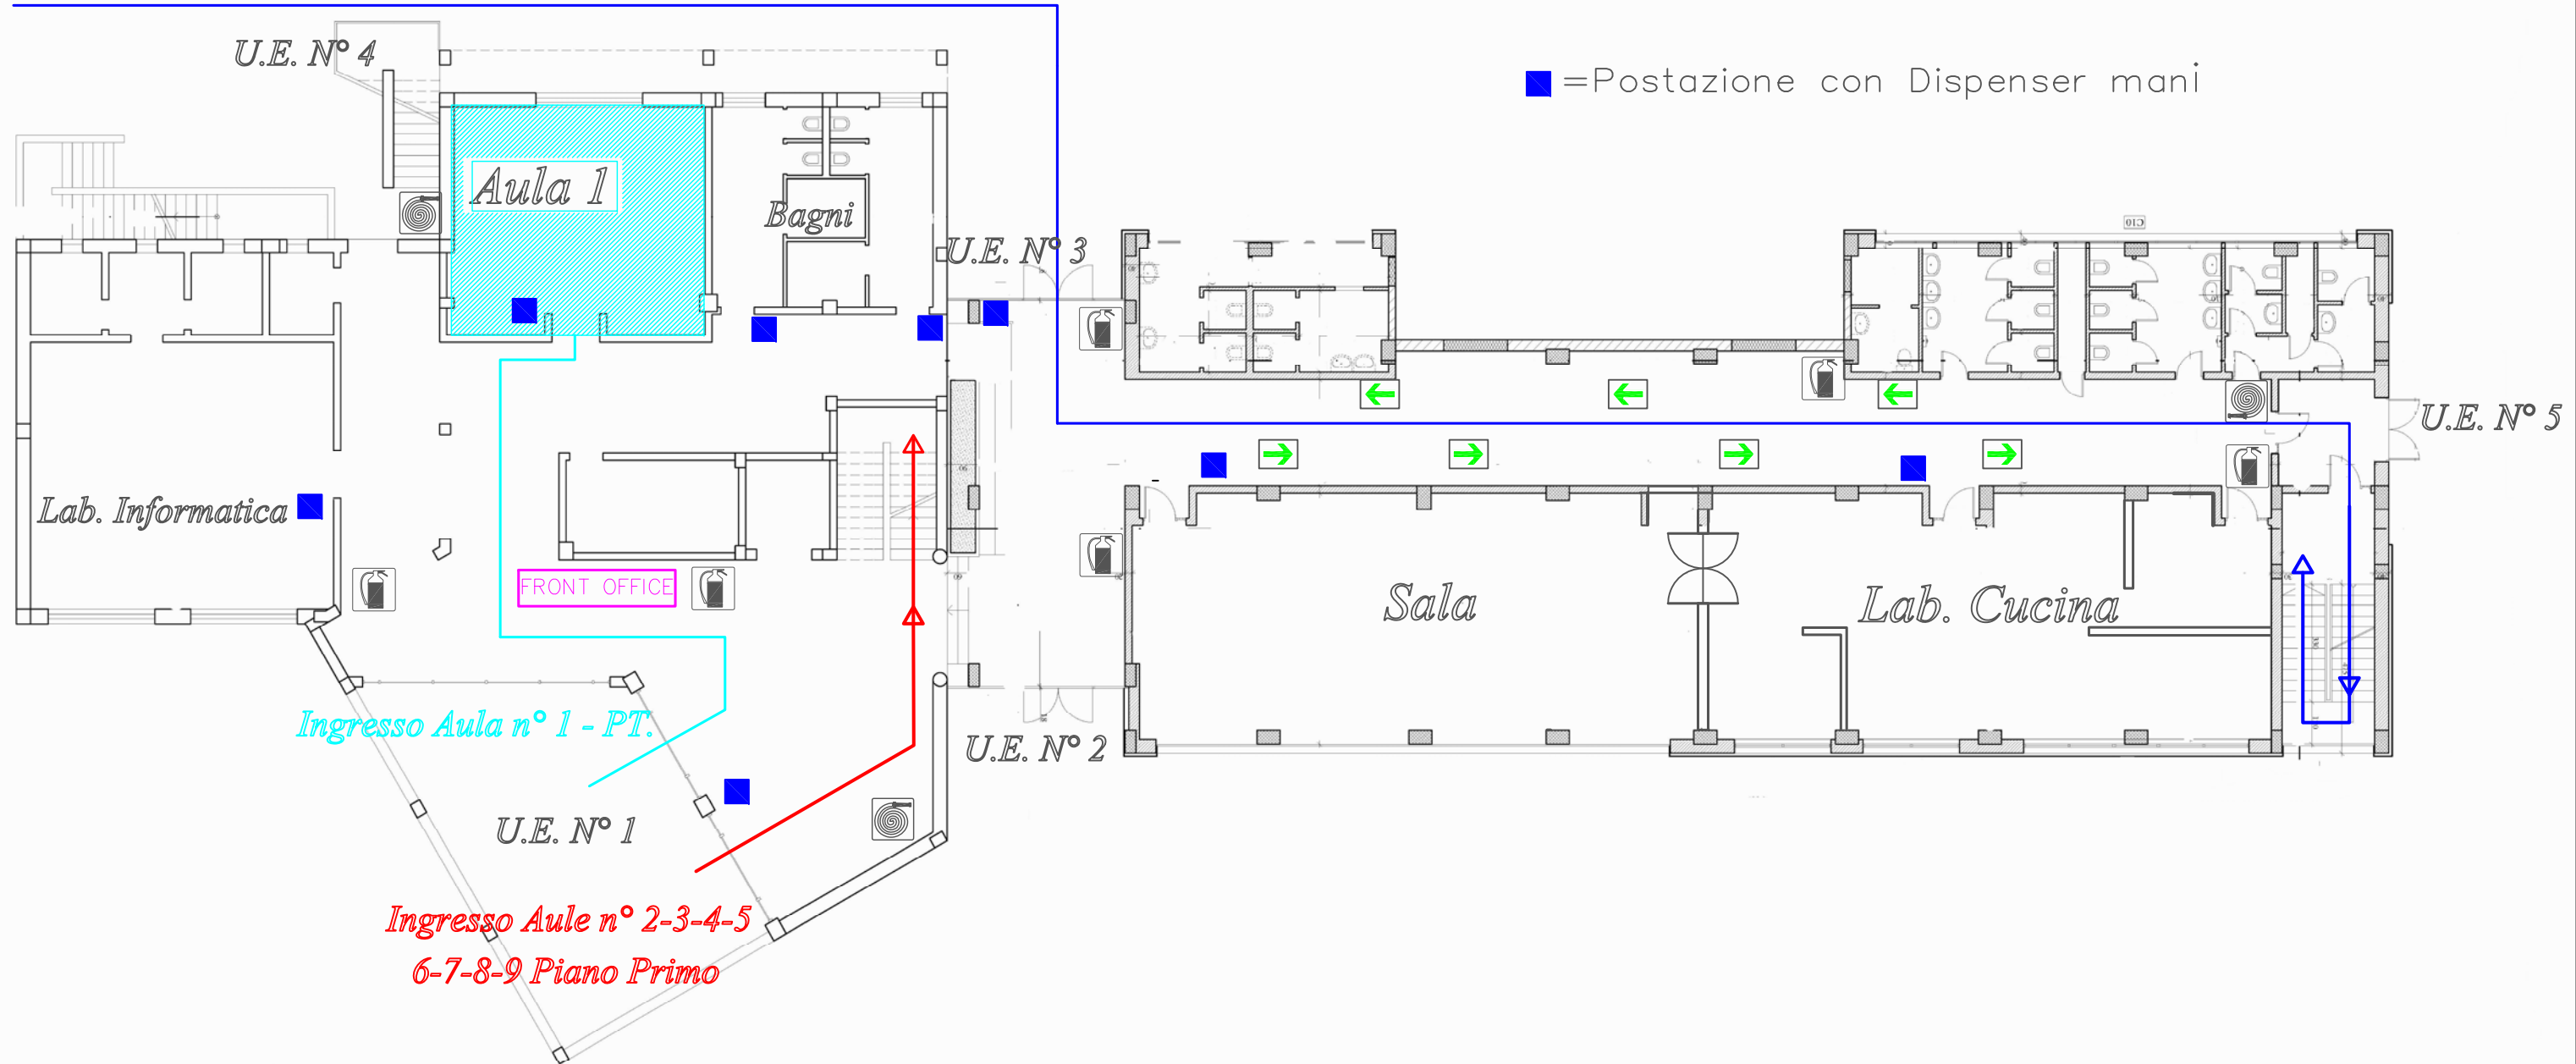 U.E. N° 4
=Postazione con Dispenser mani
Aula 1
Bagni
U.E. N° 3
U.E. N° 5
Lab. Informatica
FRONT OFFICE
Sala
Lab. Cucina
Ingresso Aula n° 1 - PT.
U.E. N° 2
U.E. N° 1
Ingresso Aule n° 2-3-4-5
6-7-8-9 Piano Primo